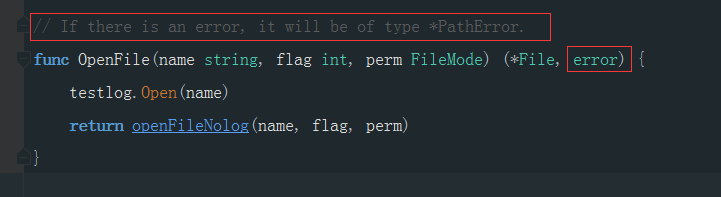 // If there is an error, it will be of type *PathError.
func OpenFile(name string, flag int, perm FileMode) (*File, error) {
    testlog.Open(name)
    return openFileNolog(name, flag, perm)
}